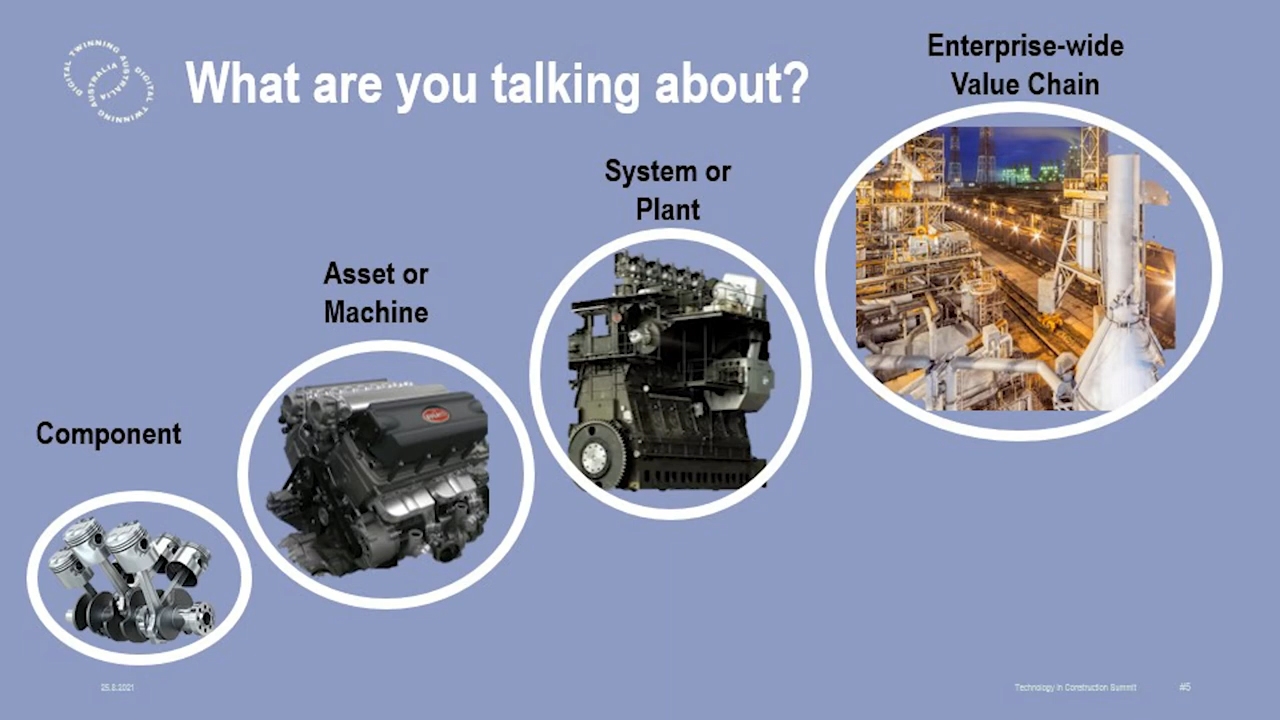 DIGITAL TWINNING AUSTRALIA
DIGITAL TWINNING AUSTRALIA
What are you talking about?
Enterprise-wide
Value Chain
System or
Plant
Asset or
Machine
Component
25.8.2021
Technology in Construction Summit
#5